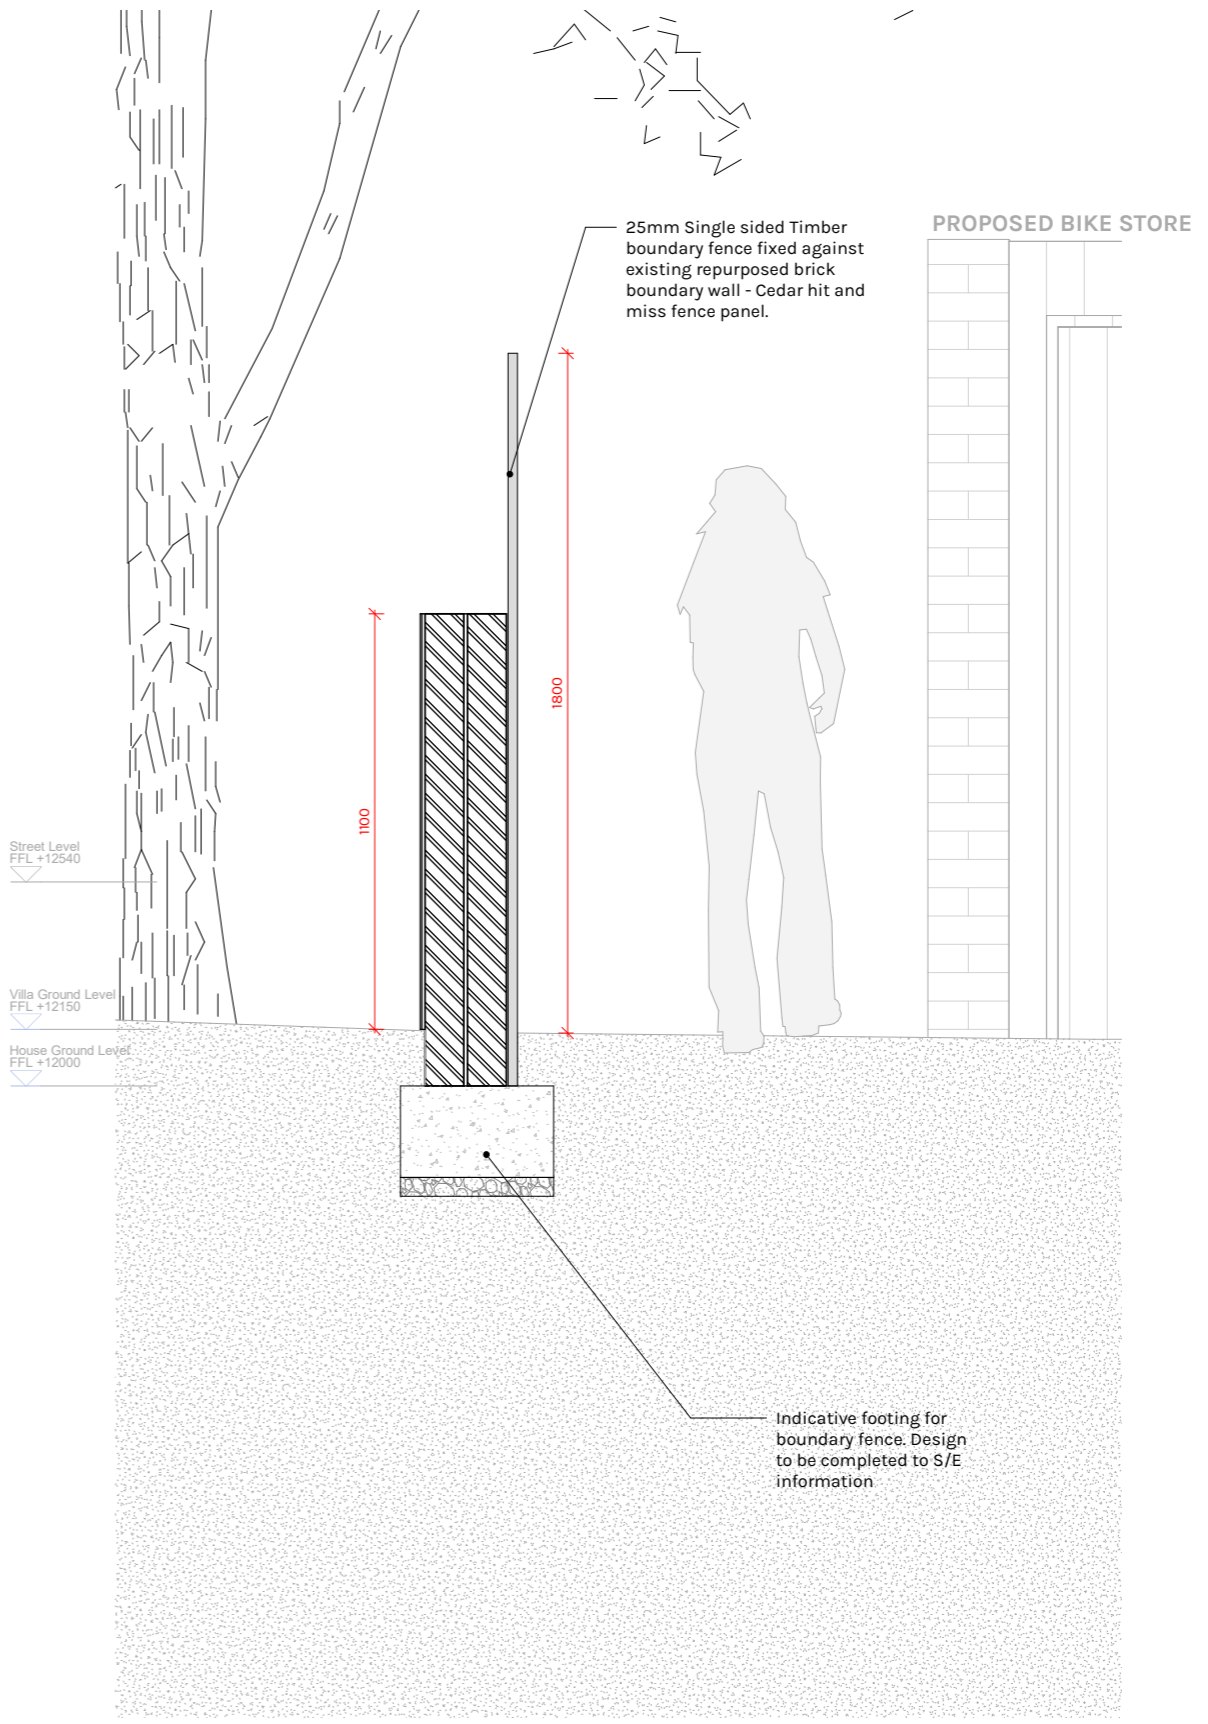 PROPOSED BIKE STORE
25mm Single sided Timber
boundary fence fixed against
existing repurposed brick
boundary wall - Cedar hit and
miss fence panel.
1800
1100
Street Level
FFL +12540
Villa Ground Level
FFL +12150
House Ground Level
FFL +12000
Indicative footing for
boundary fence. Design
to be completed to S/E
information